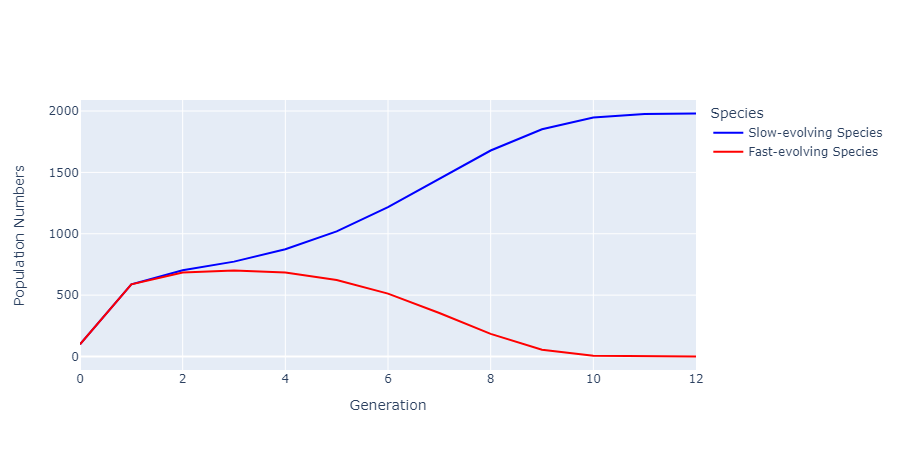 Species
Slow-evolving Species
Fast-evolving Species
Population Numbers
2000
1500
1000
500
0
0 2 4 6 8 10 12
Generation